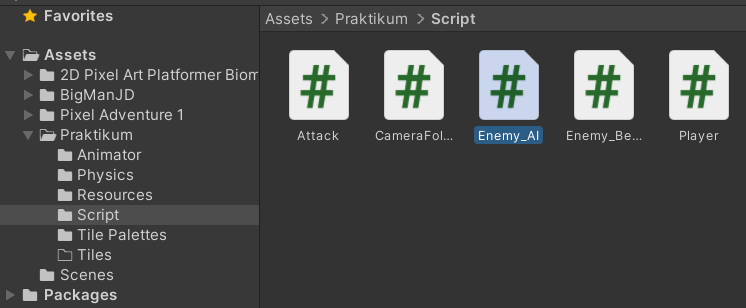 Favorites
Assets
2D Pixel Art Platformer Biom
BigManJD
Pixel Adventure 1
Praktikum
Animator
Physics
Resources
Script
Tile Palettes
Tiles
Scenes
Packages
Assets > Praktikum > Script
Attack
CameraFol...
Enemy_AI
Enemy_Be...
Player